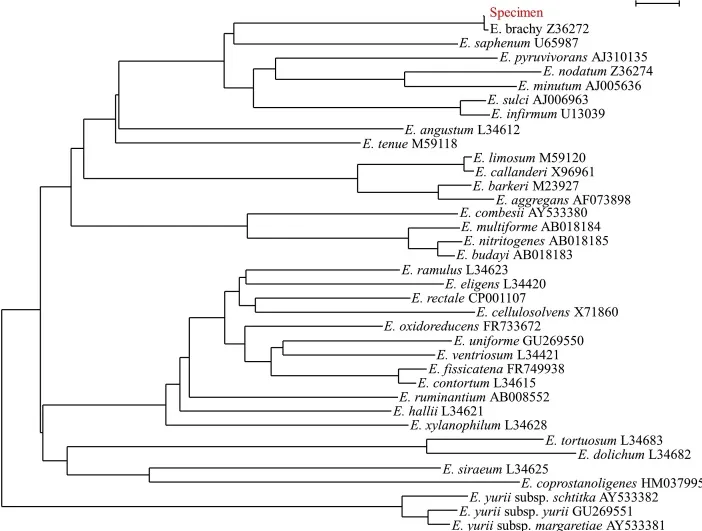 Specimen
E. brachy Z36272
E. saphenum U65987
E. pyruvivorans AJ310135
E. nodatum Z36274
E. minutum AJ005636
E. sulci AJ006963
E. infirmum U13039
E. angustum L34612
E. tenue M59118
E. limosum M59120
E. callanderi X96961
E. barkeri M23927
E. aggregans AF073898
E. combesii AY533380
E. multiforme AB018184
E. nitritogenes AB018185
E. budayi AB018183
E. ramulus L34623
E. eligens L34420
E. rectale CP001107
E. cellulosolvens X71860
E. oxidoreducens FR733672
E. uniforme GU269550
E. ventriosum L34421
E. fissicatena FR749938
E. contortum L34615
E. ruminantium AB008552
E. hallii L34621
E. xylanophilum L34628
E. tortuosum L34683
E. dolichum L34682
E. siraeum L34625
E. coprostanoligenes HM037995
E. yurii subsp. schtitka AY533382
E. yurii subsp. yurii GU269551
E. yurii subsp. margaretiae AY533381